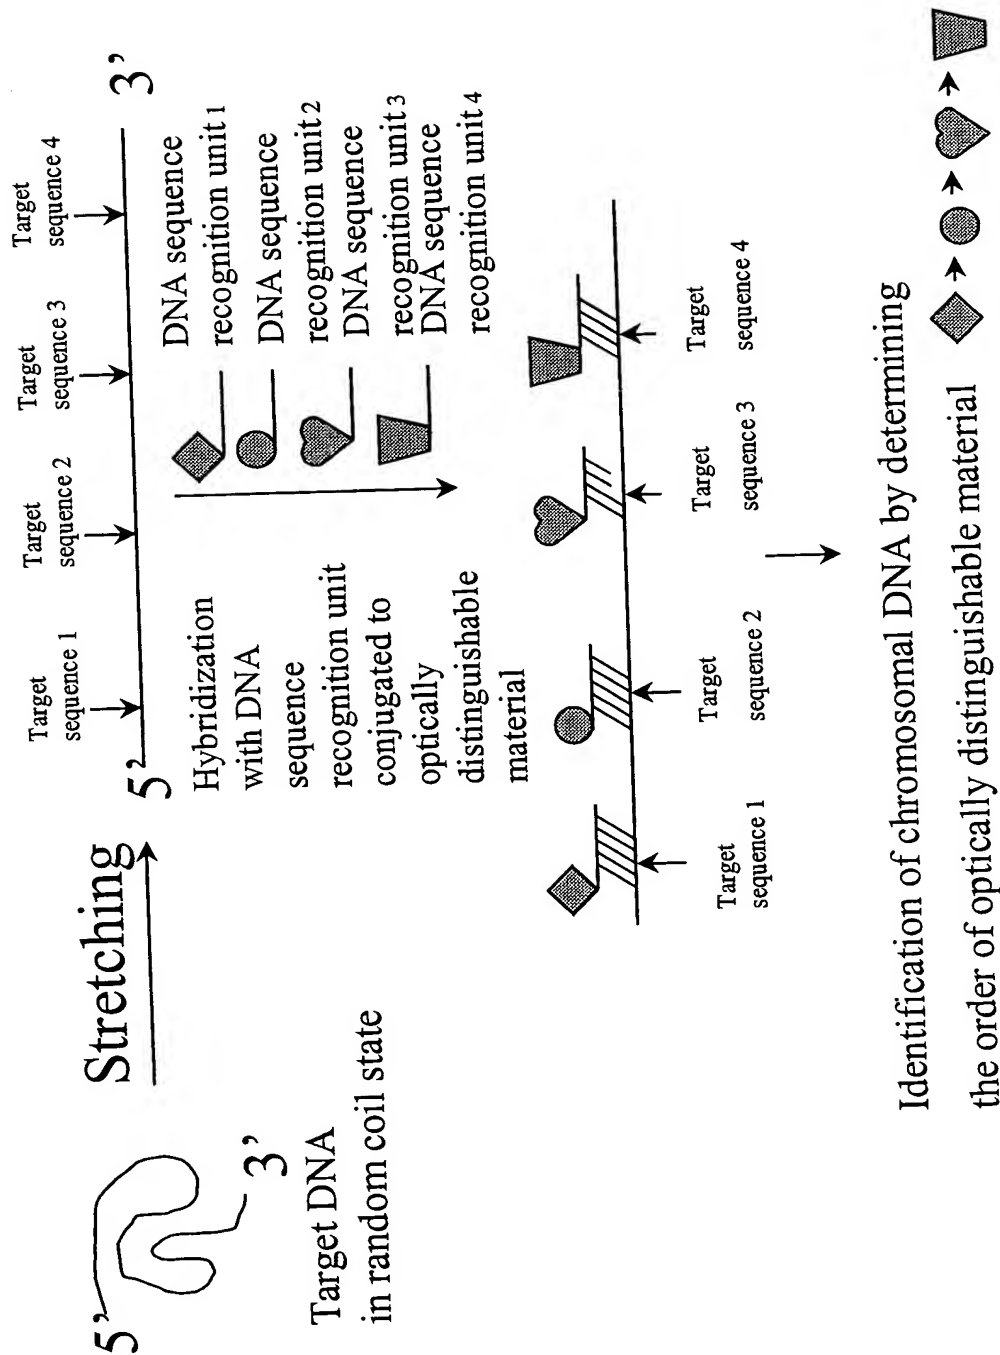 5’
3’
Target DNA
in random coil state
Stretching
Target
sequence 1
Target
sequence 2
Target
sequence 3
Target
sequence 4
5’
3’
Hybridization
with DNA
sequence
recognition unit
conjugated to
optically
distinguishable
material
DNA sequence
recognition unit 1
DNA sequence
recognition unit 2
DNA sequence
recognition unit 3
DNA sequence
recognition unit 4
Target
sequence 1
Target
sequence 2
Target
sequence 3
Target
sequence 4
Identification of chromosomal DNA by determining
the order of optically distinguishable material